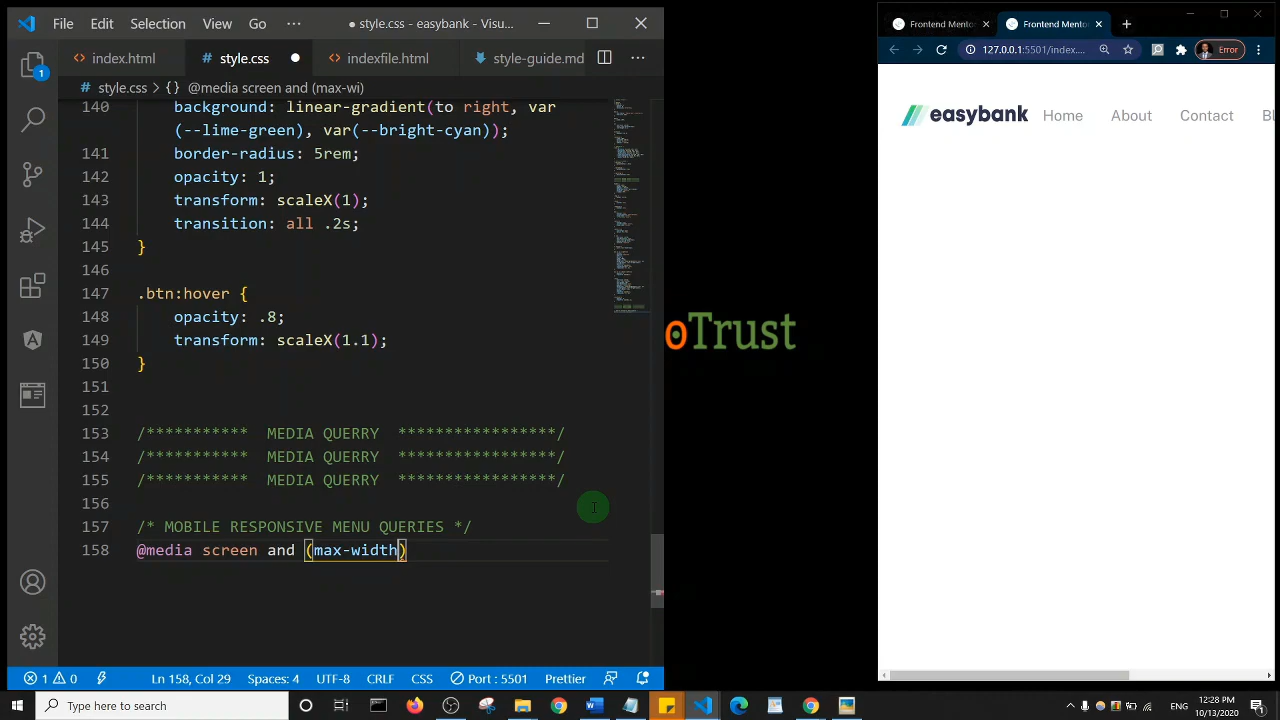 File Edit Selection View Go ··· ● style.css - easybank - Visu...
index.html style.css ● indexfile.html style-guide.md ···
style.css > {} @media screen and (max-wi)
140 background: linear-gradient(to right, var
(--line-green), var(--bright-cyan));
141 border-radius: 5rem;
142 opacity: 1;
143 transform: scaleX(1);
144 transition: all .2s;
145 }
146
147 .btn:hover {
148 opacity: .8;
149 transform: scaleX(1.1);
150 }
151
152
153 /*********** MEDIA QUERRY *****************/
154 /*********** MEDIA QUERRY *****************/
155 /*********** MEDIA QUERRY *****************/
156
157 /* MOBILE RESPONSIVE MENU QUERIES */
158 @media screen and (max-width)
1
1 0 Ln 158, Col 29 Spaces: 4 UTF-8 CRLF CSS Port : 5501 Prettier
oTrust
Frontend Mento Frontend Mento
127.0.0.1:5501/index.... Error
easybank Home About Contact Bl
Type here to search
12:28 PM
10/13/2020